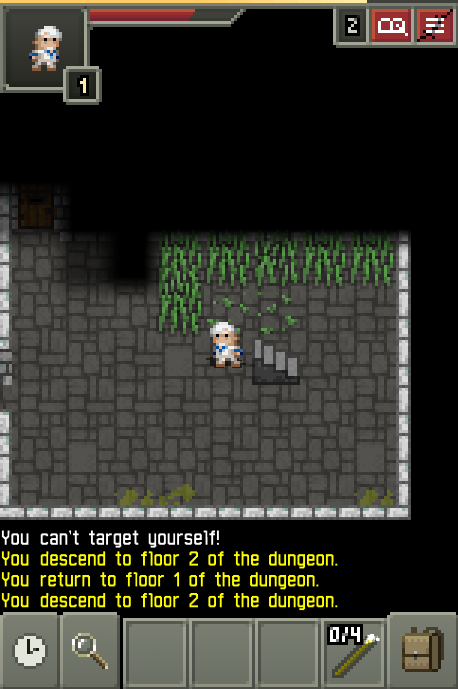 2
1
You can't target yourself!
You descend to floor 2 of the dungeon.
You return to floor 1 of the dungeon.
You descend to floor 2 of the dungeon.
0/4